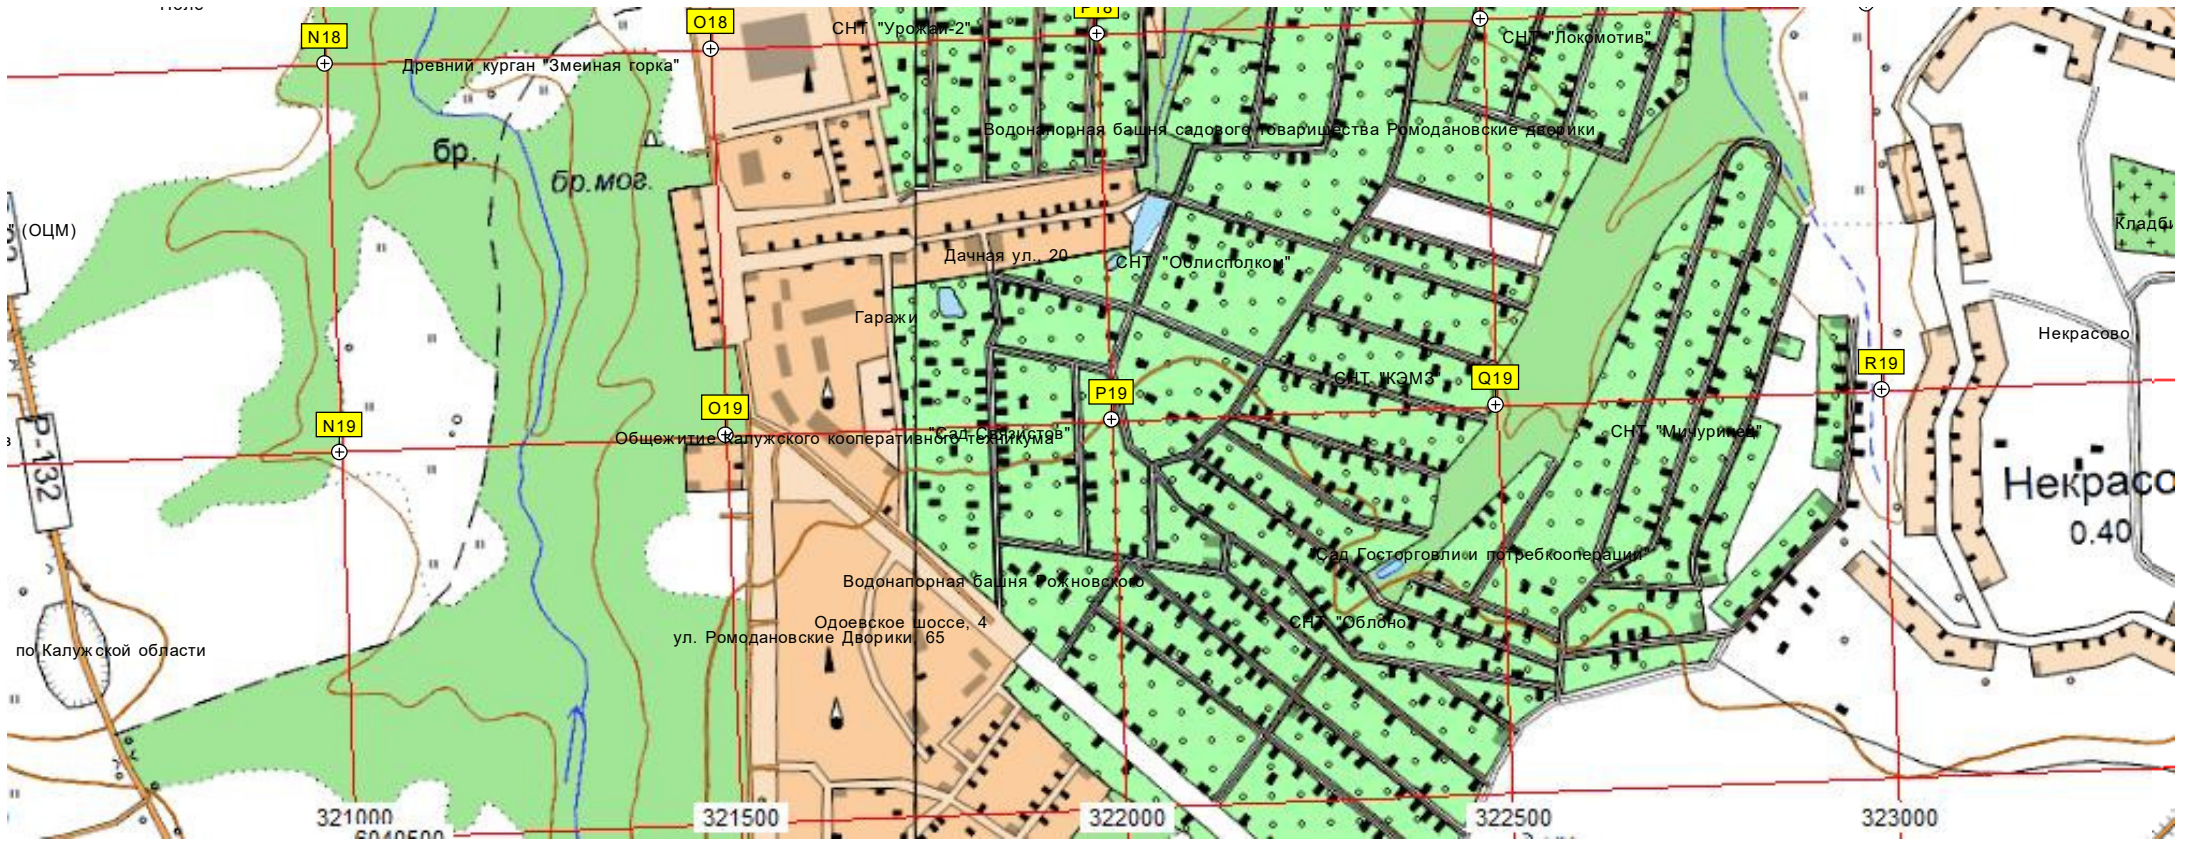 P18
O18
N18
СНТ "Урожай-2"
СНТ "Локомотив"
Древний курган "Змеиная горка"
Водонапорная башня садового товарищества Ромодановские дворики
бр.
бр.мог.
" (ОЦМ)
Кладби
Дачная ул., 20
СНТ "Облисполком"
Гаражи
Некрасово
R19
СНТ "КЭМЗ"
Q19
P19
O19
N19
Общежитие Калужского кооперативного техникума
"Сад Связистов"
СНТ "Мичуринец"
Р-132
Некрасо
0.40
"Сад Госторговли и потребкооперации"
Водонапорная башня Рожновского
Одоевское шоссе, 4
СНТ "Облоно"
ул. Ромодановские Дворики, 65
по Калужской области
321000
321500
322000
322500
323000
6040500